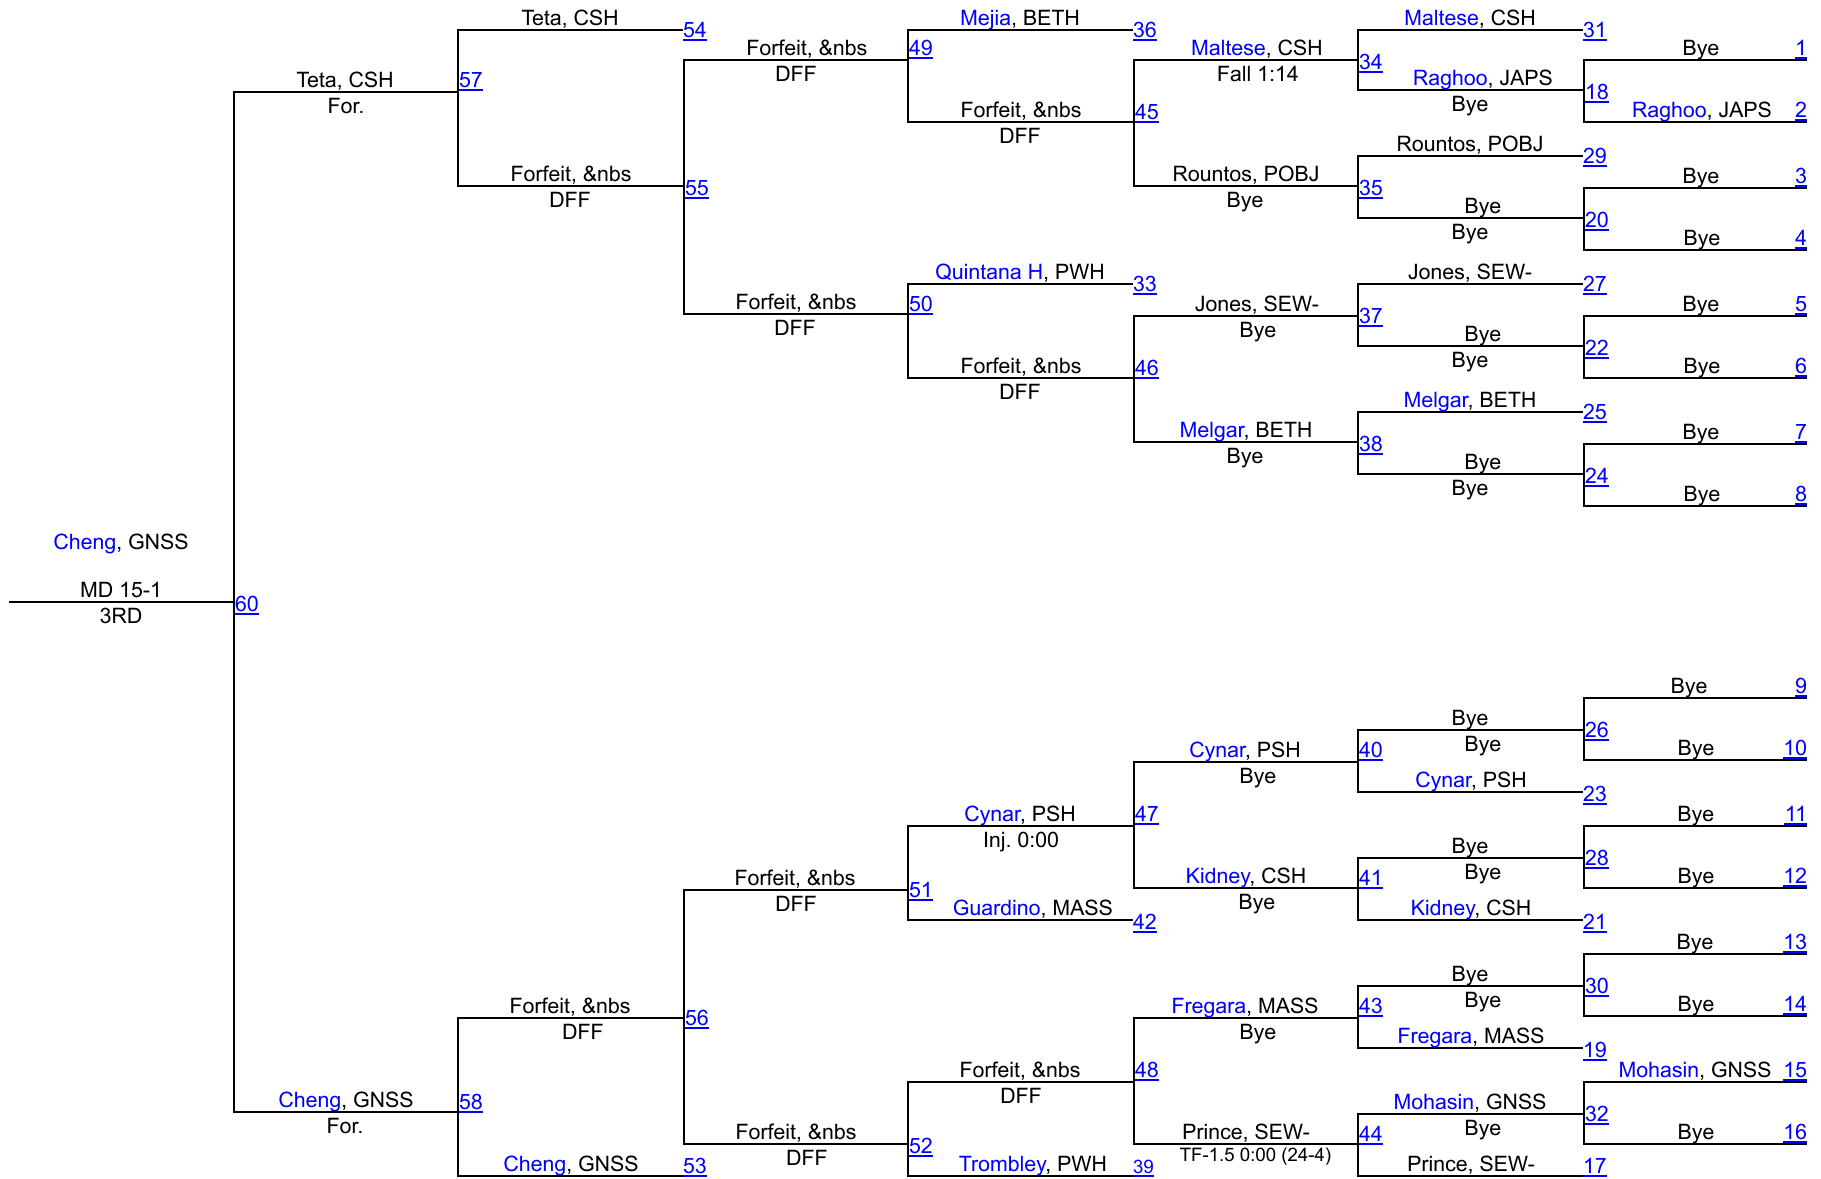 Teta, CSH
54
Mejia, BETH
36
Maltese, CSH
31
Forfeit, &nbs
49
Maltese, CSH
Bye
1
DFF
Fall 1:14
34
Teta, CSH
57
Raghoo, JAPS
18
For.
Forfeit, &nbs
45
Bye
Raghoo, JAPS
2
DFF
Rountos, POBJ
29
Forfeit, &nbs
55
Rountos, POBJ
35
Bye
3
DFF
Bye
Bye
20
Bye
Bye
4
Quintana H, PWH
33
Jones, SEW-
27
Forfeit, &nbs
50
Jones, SEW-
37
Bye
5
DFF
Bye
Bye
22
Forfeit, &nbs
46
Bye
Bye
6
DFF
Melgar, BETH
25
Melgar, BETH
38
Bye
7
Bye
Bye
24
Bye
Bye
8
Cheng, GNSS
MD 15-1
60
3RD
Bye
9
Bye
26
Cynar, PSH
40
Bye
Bye
10
Bye
Cynar, PSH
23
Cynar, PSH
47
Bye
11
Inj. 0:00
Bye
28
Forfeit, &nbs
51
Kidney, CSH
41
Bye
Bye
12
DFF
Bye
Guardino, MASS
42
Kidney, CSH
21
Bye
13
Bye
30
Forfeit, &nbs
56
Fregara, MASS
43
Bye
Bye
14
DFF
Bye
Fregara, MASS
19
Forfeit, &nbs
48
Mohasin, GNSS
15
DFF
Cheng, GNSS
58
Mohasin, GNSS
32
For.
Bye
Forfeit, &nbs
52
Prince, SEW-
44
Bye
16
DFF
TF-1.5 0:00 (24-4)
Cheng, GNSS
53
Trombley, PWH
39
Prince, SEW-
17